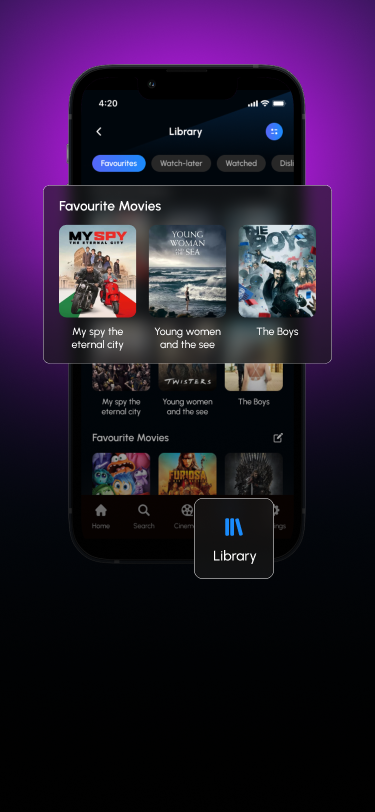 4:20
Library
Favourites
Watch-later
Watched
Disli
Favourite Movies
MY SPY
THE ETERNAL CITY
YOUNG
WOMAN
AND THE
SEA
THE
BOYS
My spy the
eternal city
Young women
and the see
The Boys
TWISTERS
My spy the
eternal city
Young women
and the see
The Boys
Favourite Movies
FURIOSA
Home
Search
Cinem
ngs
Library